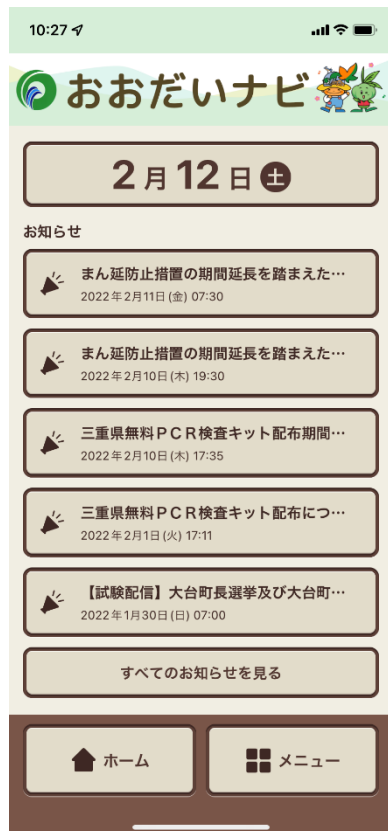 10:27
おおだいナビ
2月12日土
お知らせ
まん延防止措置の期間延長を踏まえた…
2022年2月11日(金) 07:30
まん延防止措置の期間延長を踏まえた…
2022年2月10日(木) 19:30
三重県無料PCR検査キット配布期間…
2022年2月10日(木) 17:35
三重県無料PCR検査キット配布につ…
2022年2月1日(火) 17:11
【試験配信】大台町長選挙及び大台町…
2022年1月30日(日) 07:00
すべてのお知らせを見る
ホーム
メニュー